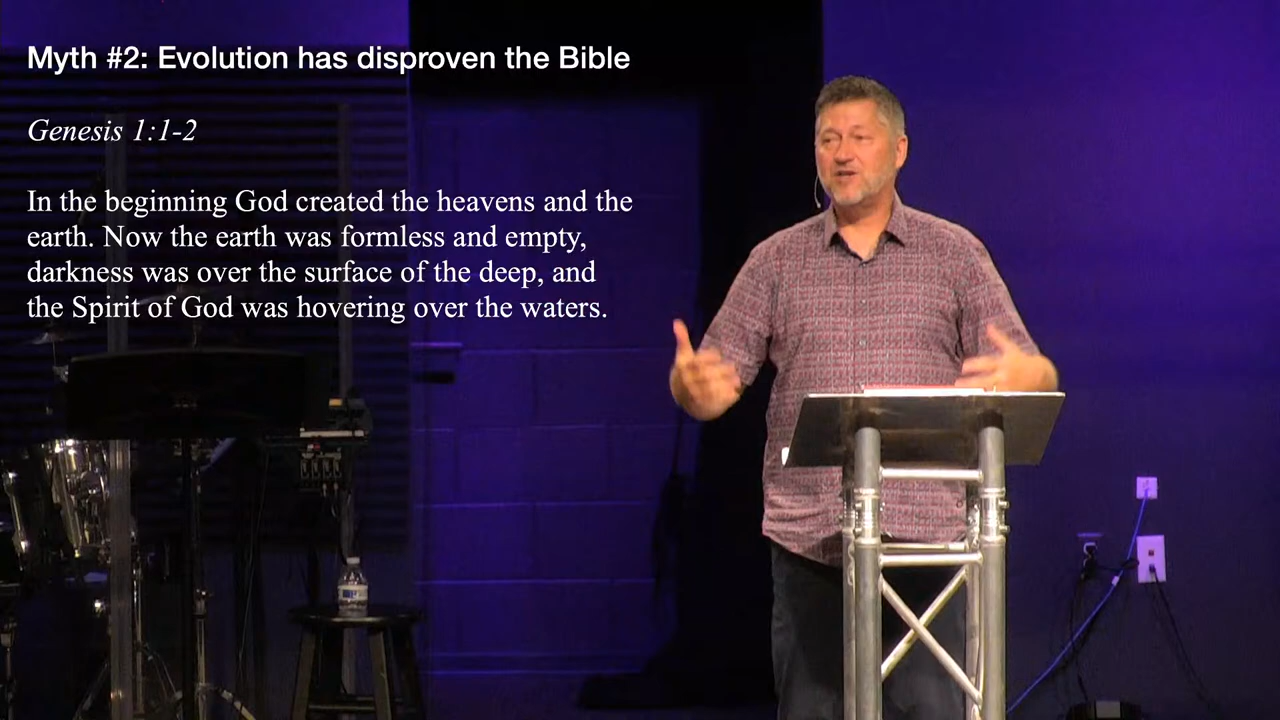 Myth #2: Evolution has disproven the Bible
Genesis 1:1-2
In the beginning God created the heavens and the
earth. Now the earth was formless and empty,
darkness was over the surface of the deep, and
the Spirit of God was hovering over the waters.